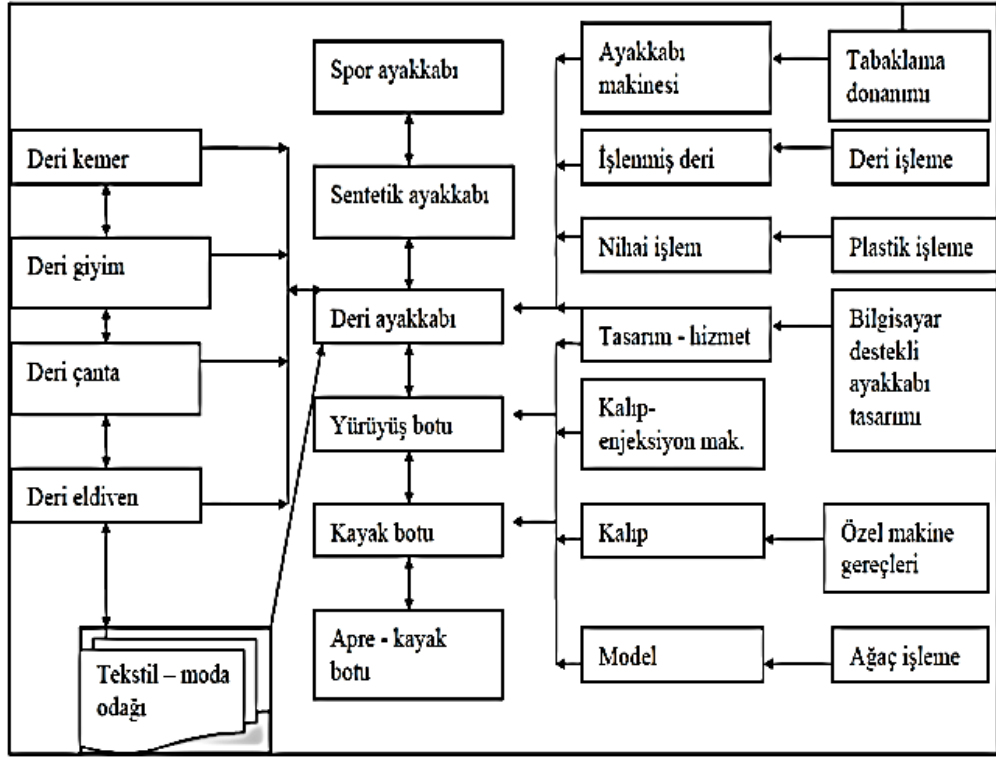 Deri kemer
Deri giyim
Deri çanta
Deri eldiven
Tekstil – moda
odağı
Spor ayakkabı
Sentetik ayakkabı
Deri ayakkabı
Yürüyüş botu
Kayak botu
Apre - kayak
botu
Ayakkabı
makinesi
İşlenmiş deri
Nihai işlem
Tasarım - hizmet
Kalıp-
enjeksiyon mak.
Kalıp
Model
Tabaklama
donanımı
Deri işleme
Plastik işleme
Bilgisayar
destekli
ayakkabı
tasarımı
Özel makine
gereçleri
Ağaç işleme